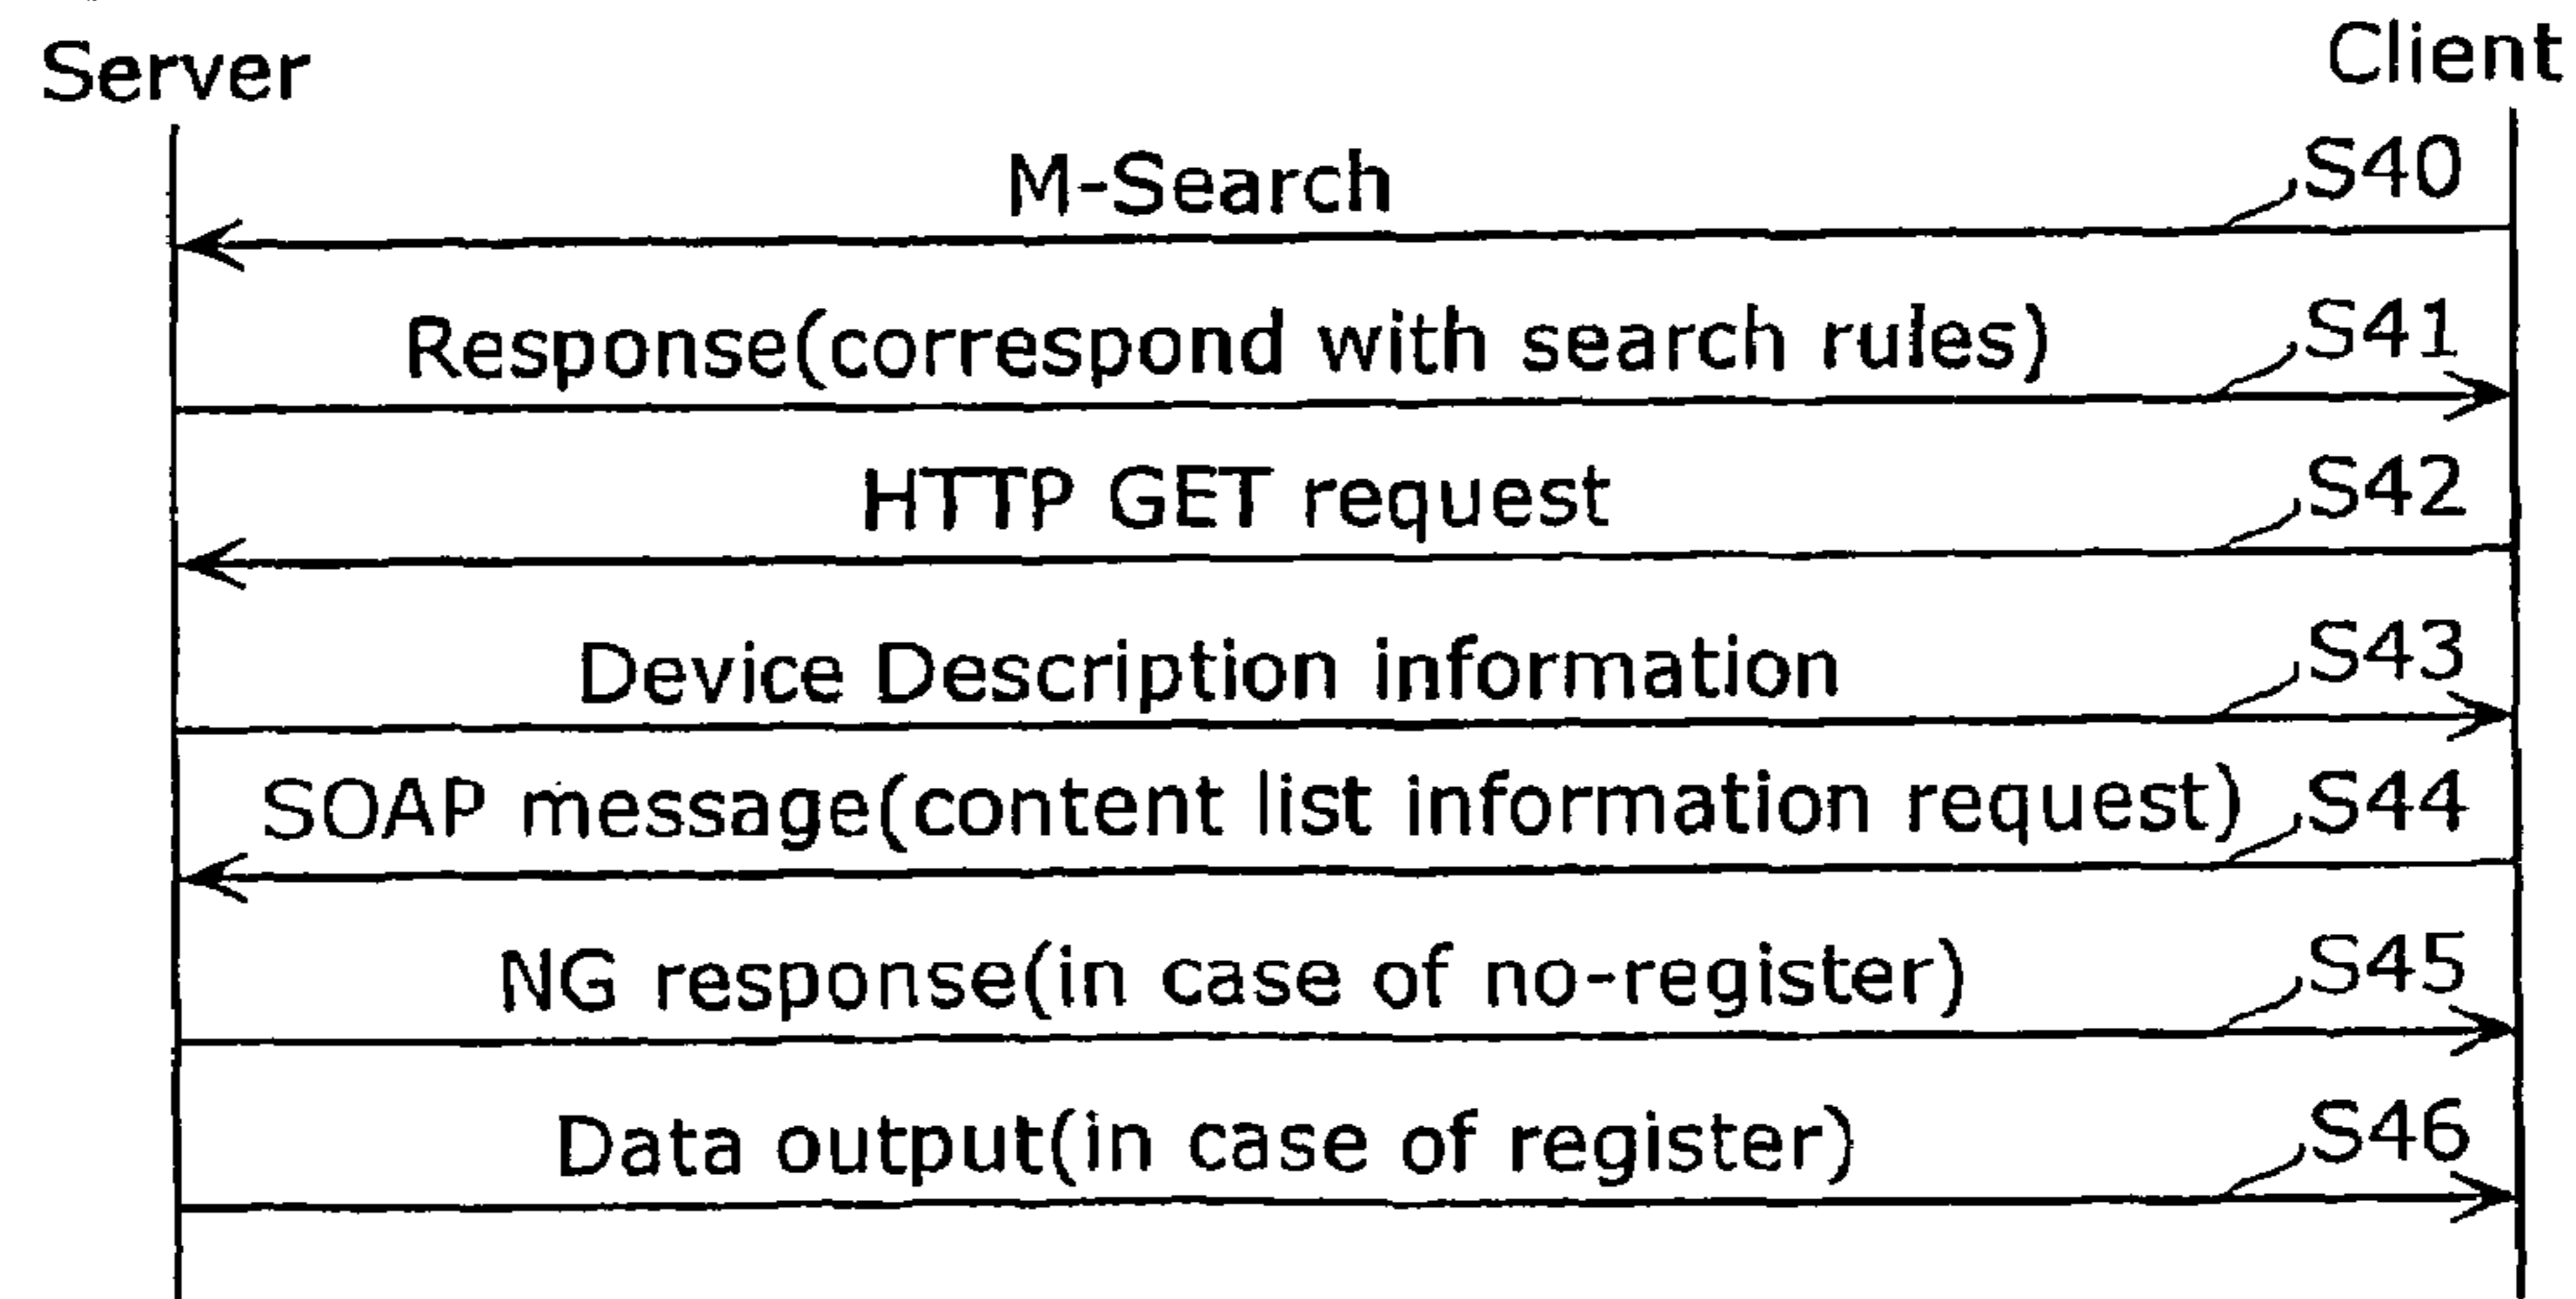 Server
Client
M-Search
S40
Response(correspond with search rules)
S41
HTTP GET request
S42
Device Description information
S43
SOAP message(content list information request)
S44
NG response(in case of no-register)
S45
Data output(in case of register)
S46